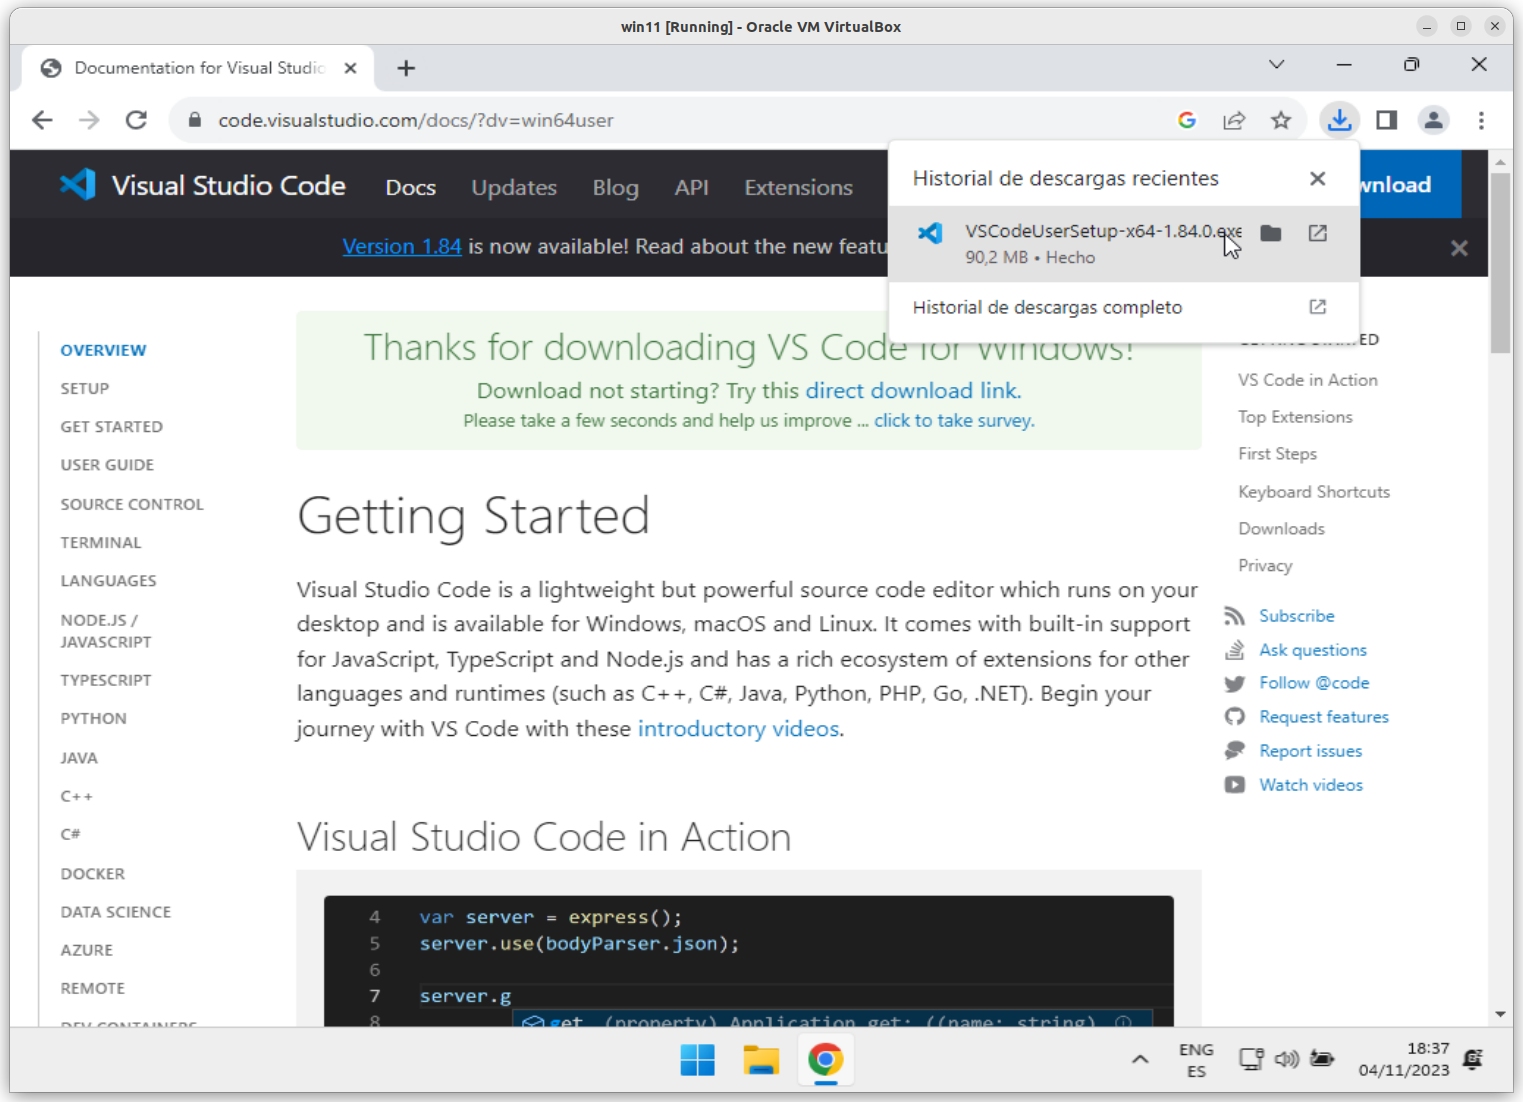 win11 [Running] - Oracle VM VirtualBox
Documentation for Visual Studio
code.visualstudio.com/docs/?dv=win64user
Visual Studio Code Docs Updates Blog API Extensions
Version 1.84 is now available! Read about the new
Historial de descargas recientes
VSCodeUserSetup-x64-1.84.0.exe
90,2 MB • Hecho
Historial de descargas completo
OVERVIEW
SETUP
GET STARTED
USER GUIDE
SOURCE CONTROL
TERMINAL
LANGUAGES
NODE.JS /
JAVASCRIPT
TYPESCRIPT
PYTHON
JAVA
C++
C#
DOCKER
DATA SCIENCE
AZURE
REMOTE
DEV CONTAINERS
Thanks for downloading VS Code for Windows!
Download not starting? Try this direct download link.
Please take a few seconds and help us improve ... click to take survey.
Getting Started
Visual Studio Code is a lightweight but powerful source code editor which runs on your
desktop and is available for Windows, macOS and Linux. It comes with built-in support
for JavaScript, TypeScript and Node.js and has a rich ecosystem of extensions for other
languages and runtimes (such as C++, C#, Java, Python, PHP, Go, .NET). Begin your
journey with VS Code with these introductory videos.
Visual Studio Code in Action
4 var server = express();
5 server.use(bodyParser.json);
6
7 server.g
8 get (property) Application.get: ((name: string)
VS Code in Action
Top Extensions
First Steps
Keyboard Shortcuts
Downloads
Privacy
Subscribe
Ask questions
Follow @code
Request features
Report issues
Watch videos
ENG
ES
18:37
04/11/2023